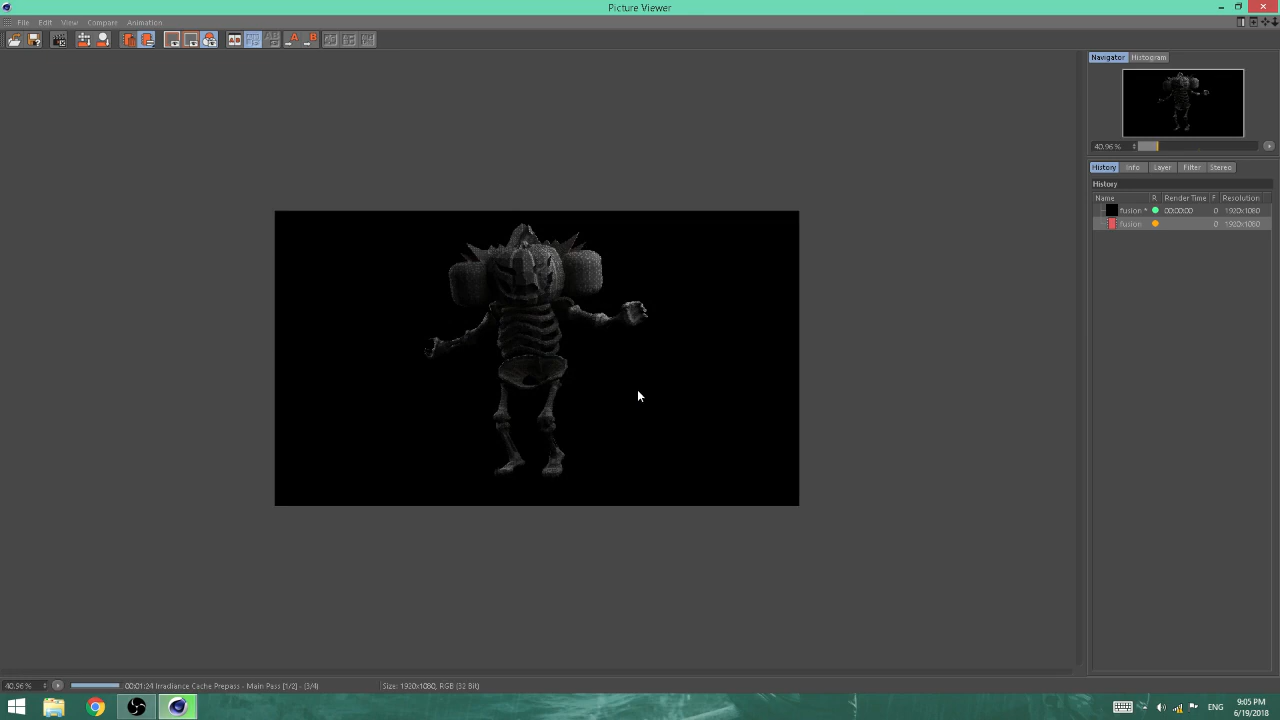 Picture Viewer
File Edit View Compare Animation
Navigator Histogram
40.96 %
History Info Layer Filter Stereo
History
Name R Render Time F Resolution
fusion * 00:00:00 0 1920x1080
fusion 0 1920x1080
40.96 % 00:01:24 Irradiance Cache Prepass - Main Pass [1/2] - (3/4) Size: 1920x1080, RGB (32 Bit)
ENG
9:05 PM
6/19/2018